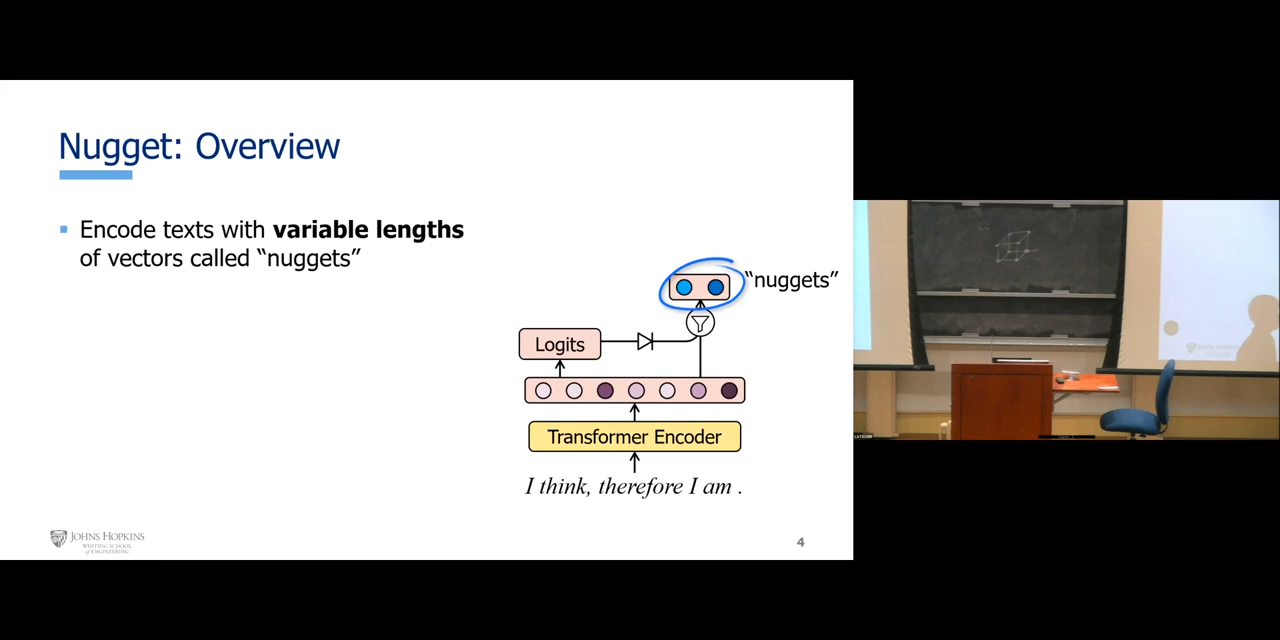 Nugget: Overview
Encode texts with variable lengths
of vectors called “nuggets”
“nuggets”
Logits
Transformer Encoder
I think, therefore I am .
JOHNS HOPKINS
WHITING SCHOOL
of ENGINEERING
4